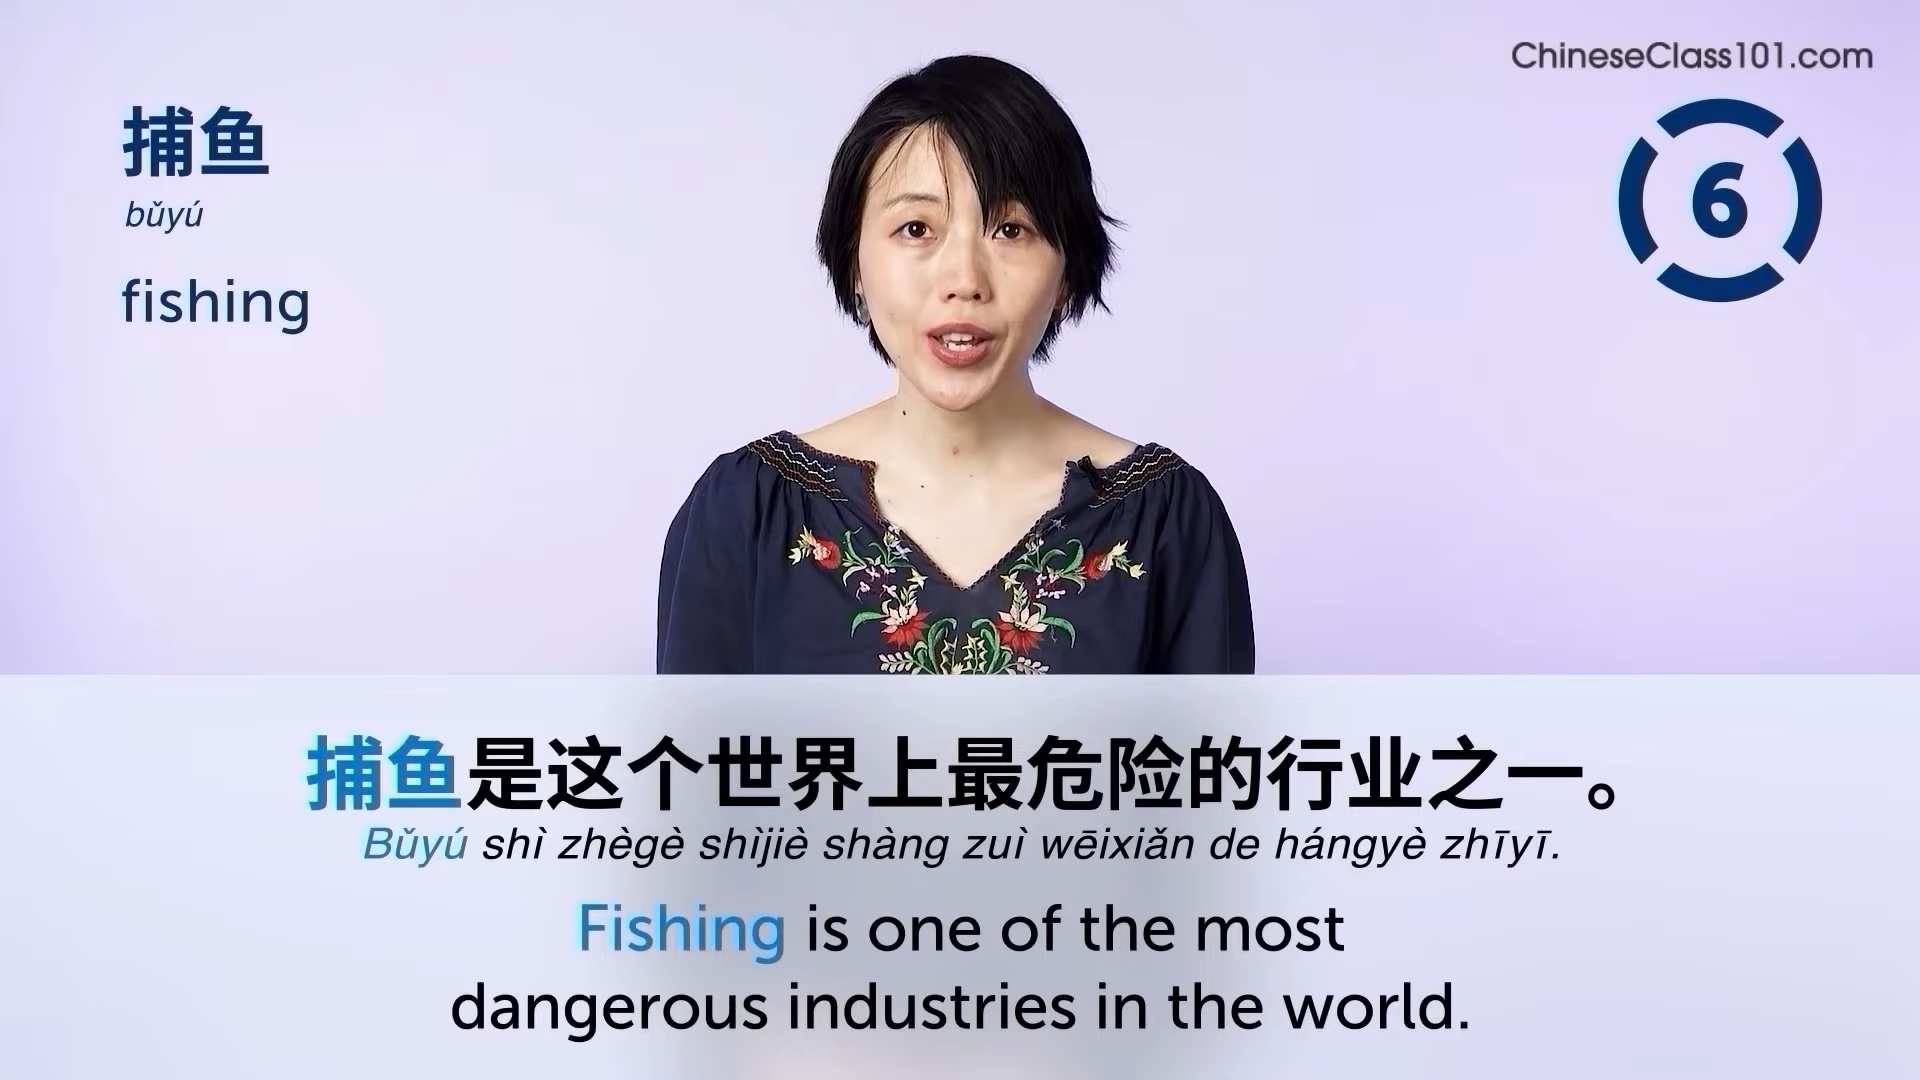 ChineseClass101.com
捕鱼
bǔyú
fishing
6
捕鱼是这个世界上最危险的行业之一。
Bǔyú shì zhègè shìjiè shàng zuì wēixiǎn de hángyè zhīyī.
Fishing is one of the most
dangerous industries in the world.